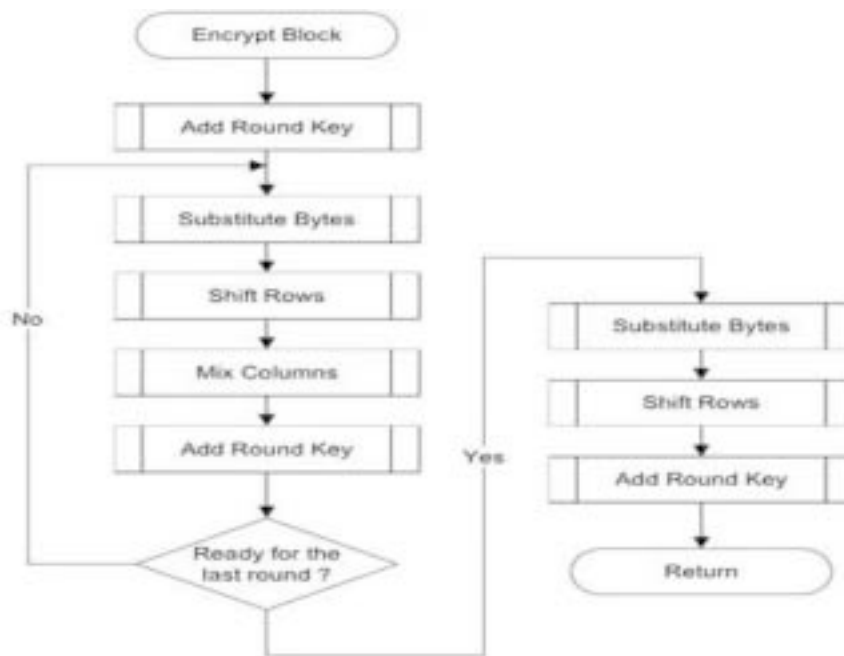 Encrypt Block
Add Round Key
Substitute Bytes
Shift Rows
No
Mix Columns
Add Round Key
Ready for the
last round ?
Yes
Substitute Bytes
Shift Rows
Add Round Key
Return